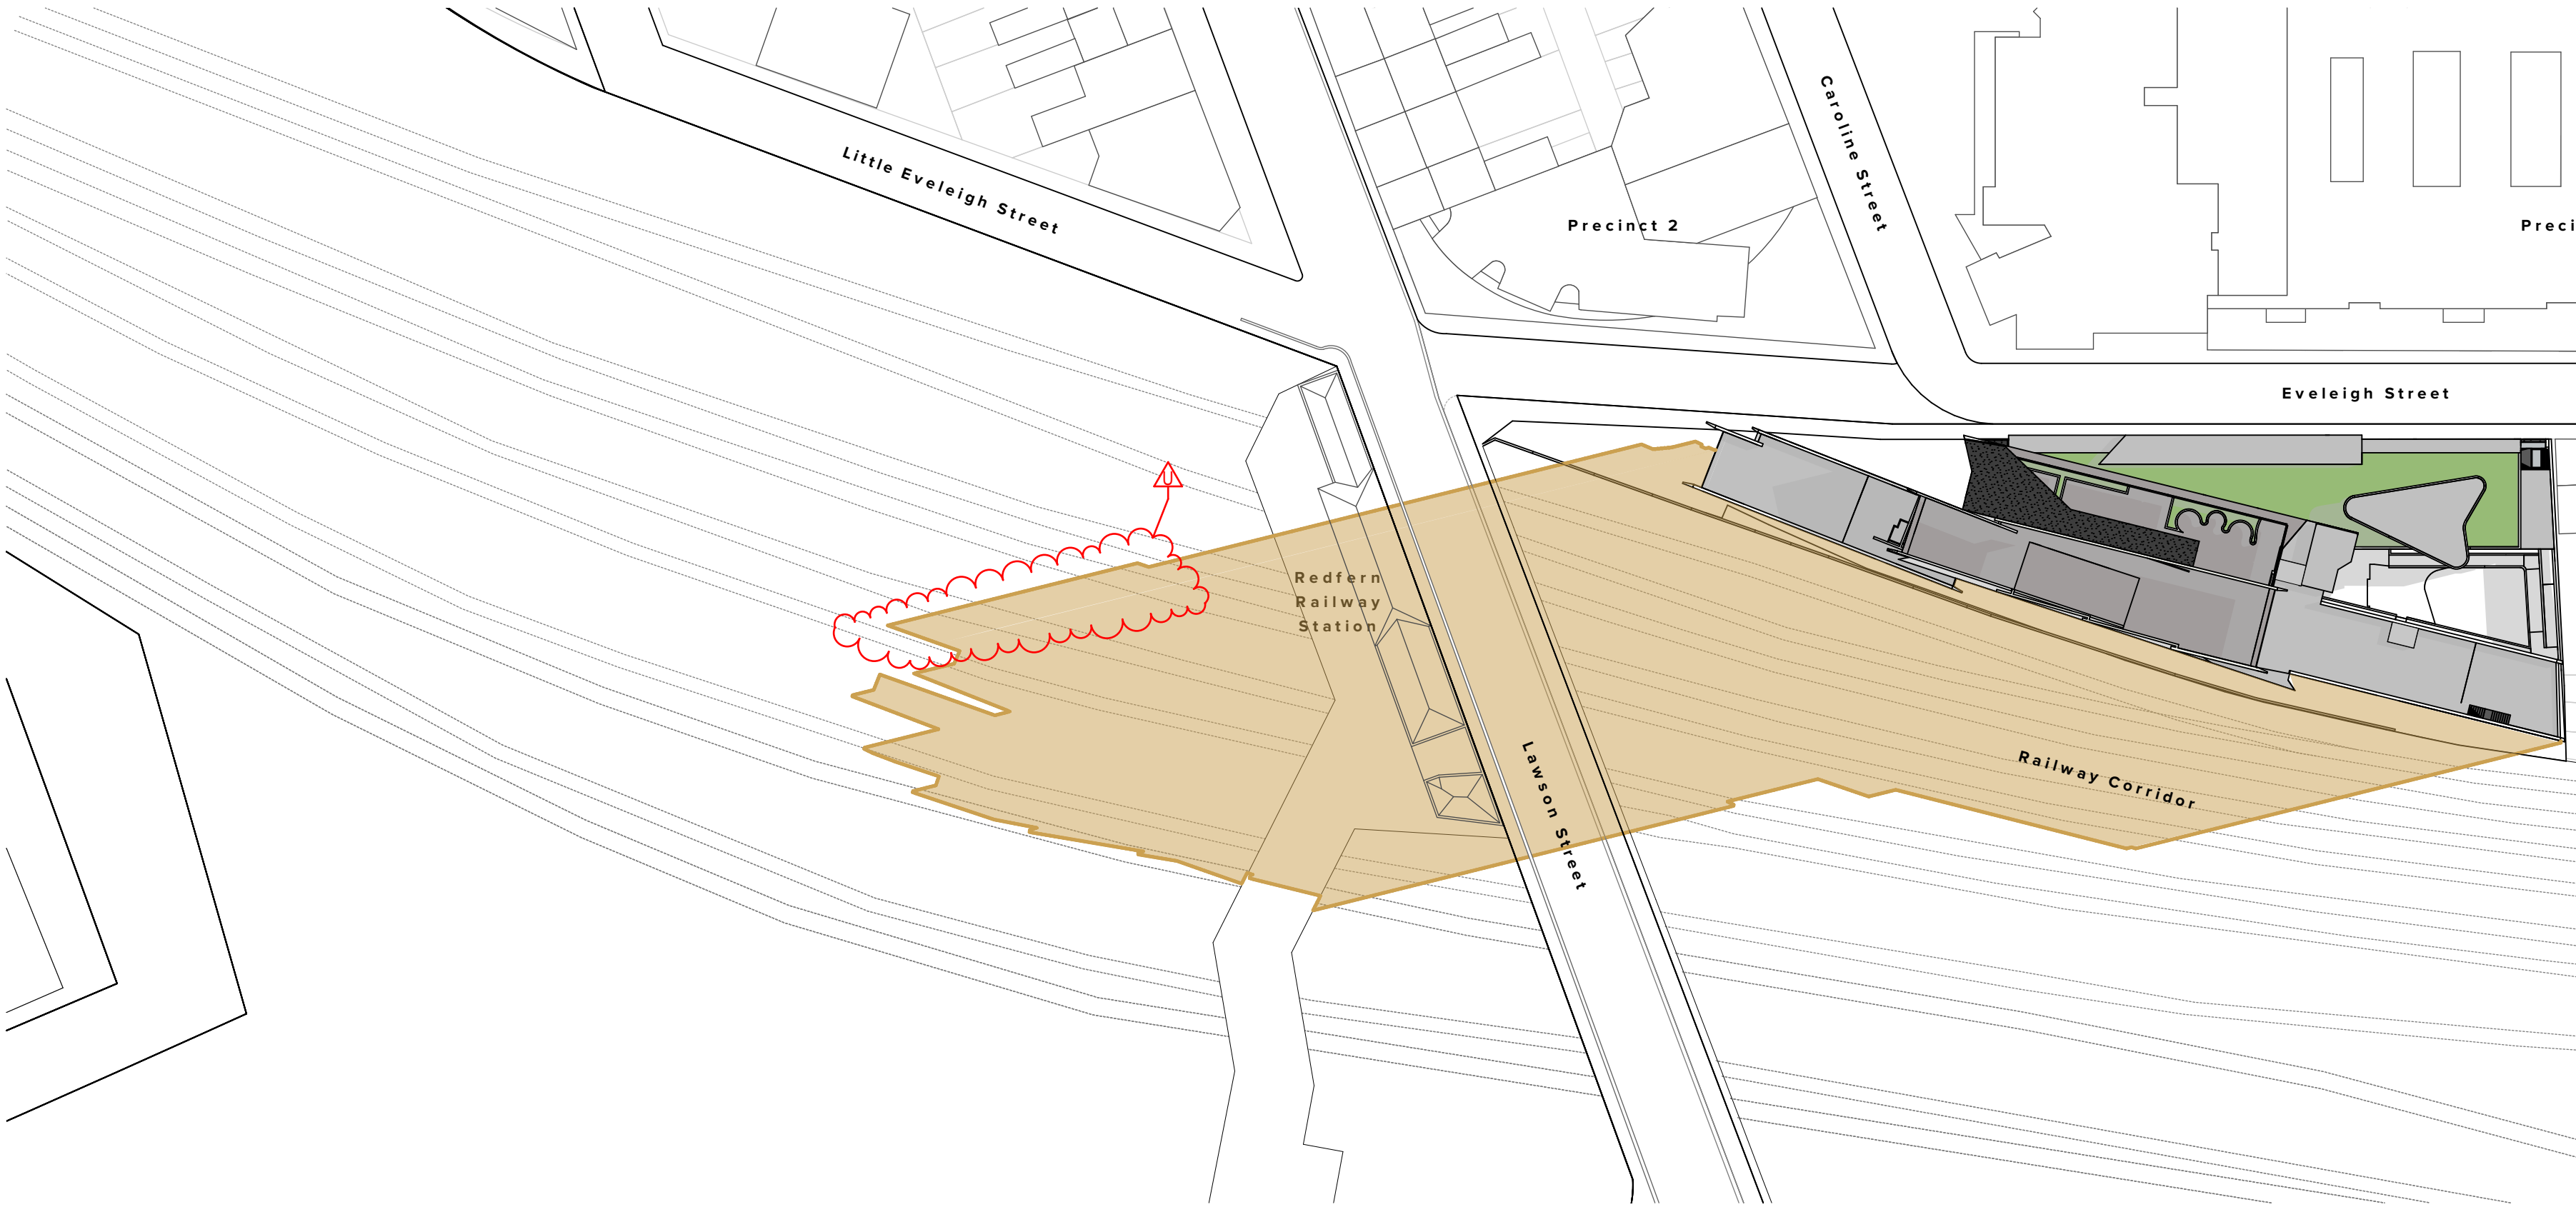 Caroline Street
Little Eveleigh Street
Precinct 2
Preci
Eveleigh Street
U
Redfern
Railway
Station
Lawson Street
Railway Corridor